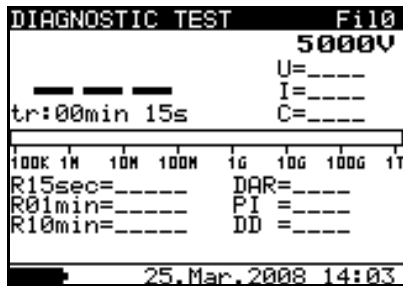 DIAGNOSTIC TEST Fil0
5000V
U=____
I=____
tr:00min 15s C=____
100K 1M 10M 100M 1G 10G 100G 1T
R15sec=_____ DAR=____
R01min=_____ PI =____
R10min=_____ DD =____
25.Mar.2008 14:03